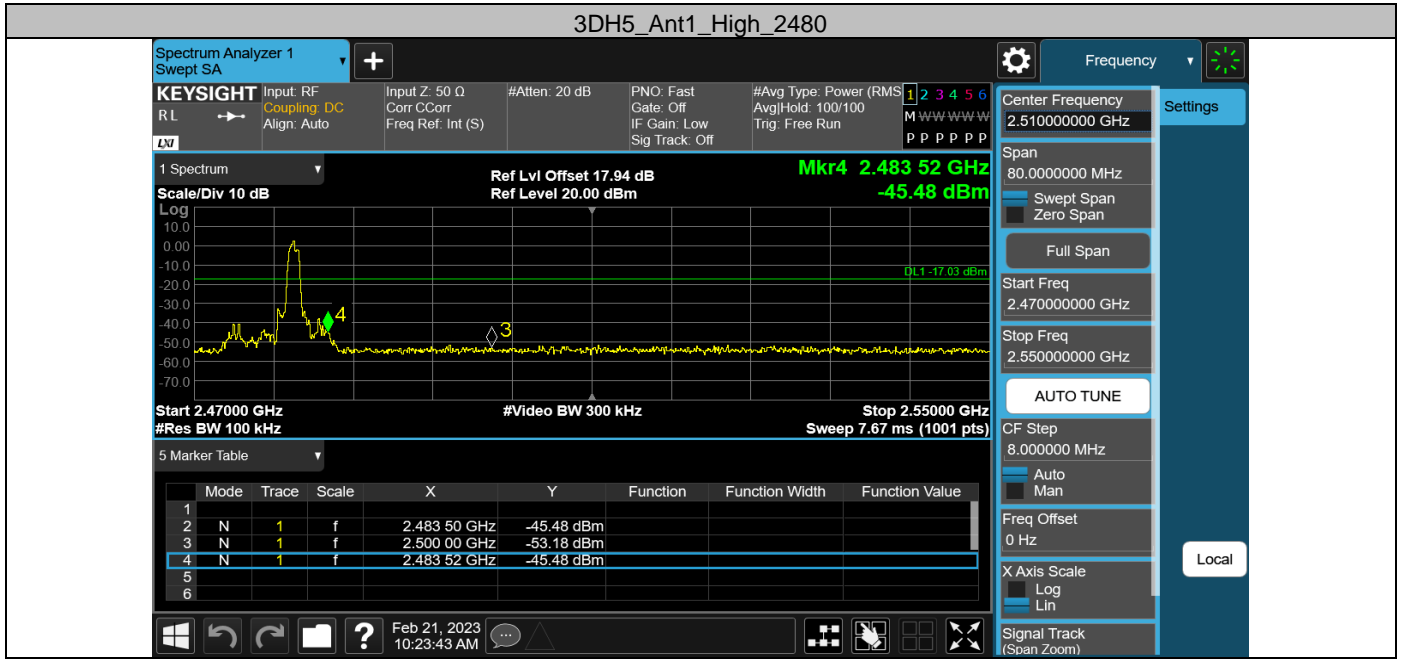 3DH5_Ant1_High_2480
Spectrum Analyzer 1
Swept SA
Frequency
KEYSIGHT
RL
LXI
Input: RF
Coupling: DC
Align: Auto
Input Z: 50 Ω
Corr CCorr
Freq Ref: Int (S)
#Atten: 20 dB
PNO: Fast
Gate: Off
IF Gain: Low
Sig Track: Off
#Avg Type: Power (RMS
Avg|Hold: 100/100
Trig: Free Run
1 2 3 4 5 6
M W W W W W
P P P P P P
1 Spectrum
Scale/Div 10 dB
Ref Lvl Offset 17.94 dB
Ref Level 20.00 dBm
Mkr4 2.483 52 GHz
-45.48 dBm
Log
10.0
0.00
-10.0
-20.0
-30.0
-40.0
-50.0
-60.0
-70.0
DL1 -17.03 dBm
4
3
Start 2.47000 GHz
#Video BW 300 kHz
Stop 2.55000 GHz
#Res BW 100 kHz
Sweep 7.67 ms (1001 pts)
5 Marker Table
Mode Trace Scale X Y Function Function Width Function Value
1
2 N 1 f 2.483 50 GHz -45.48 dBm
3 N 1 f 2.500 00 GHz -53.18 dBm
4 N 1 f 2.483 52 GHz -45.48 dBm
5
6
?
Feb 21, 2023
10:23:43 AM
Center Frequency
2.510000000 GHz
Settings
Span
80.0000000 MHz
Swept Span
Zero Span
Full Span
Start Freq
2.470000000 GHz
Stop Freq
2.550000000 GHz
AUTO TUNE
CF Step
8.000000 MHz
Auto
Man
Freq Offset
0 Hz
X Axis Scale
Log
Lin
Local
Signal Track
(Span Zoom)